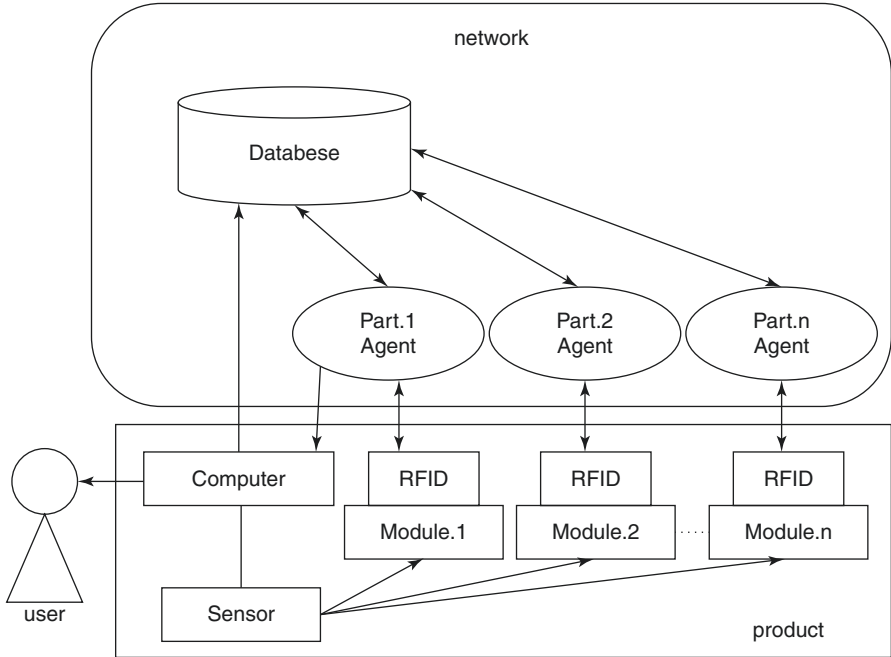 network
Databese
Part.1
Agent
Part.2
Agent
Part.n
Agent
Computer
RFID
RFID
RFID
Module.1
Module.2
Module.n
user
Sensor
product